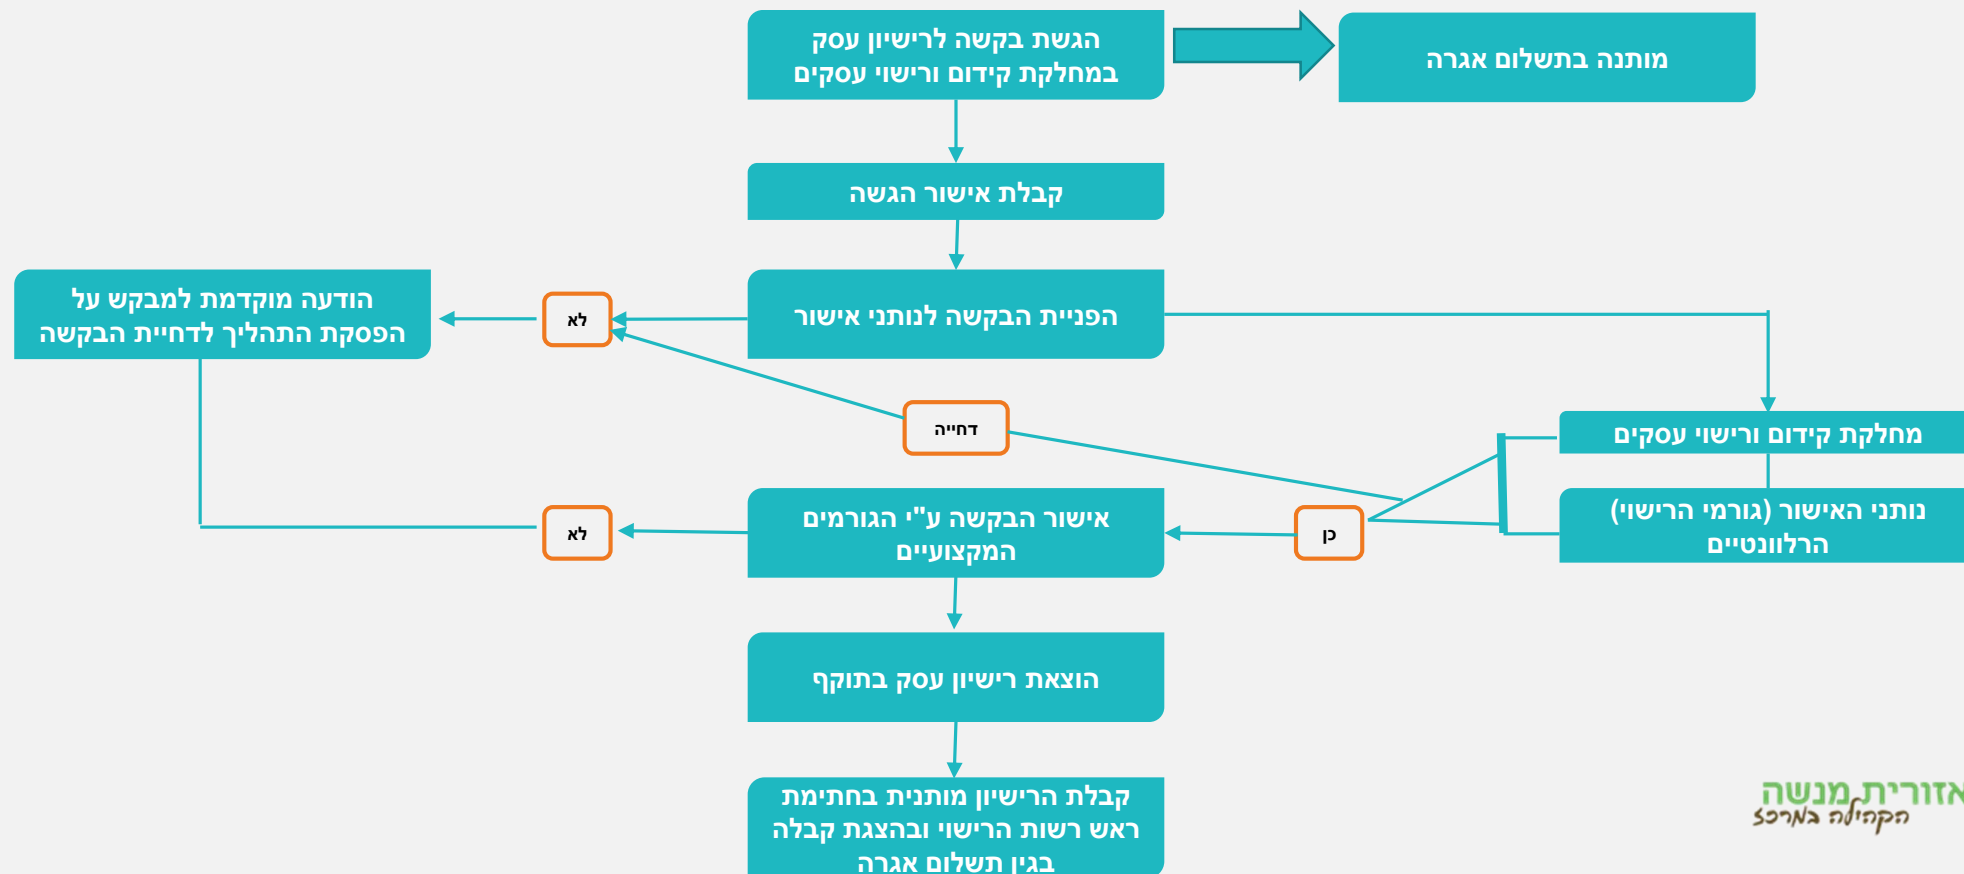 הגשת בקשה לרישיון עסק
במחלקת קידום ורישוי עסקים
מותנה בתשלום אגרה
קבלת אישור הגשה
הפניית הבקשה לנותני אישור
לא
הודעה מוקדמת למבקש על
הפסקת התהליך לדחיית הבקשה
דחייה
מחלקת קידום ורישוי עסקים
נותני האישור (גורמי הרישוי)
הרלוונטיים
כן
אישור הבקשה ע"י הגורמים
המקצועיים
לא
הוצאת רישיון עסק בתוקף
קבלת הרישיון מותנית בחתימת
ראש רשות הרישוי ובהצגת קבלה
בגין תשלום אגרה
אזורית מנשה
הקהילה במרכז